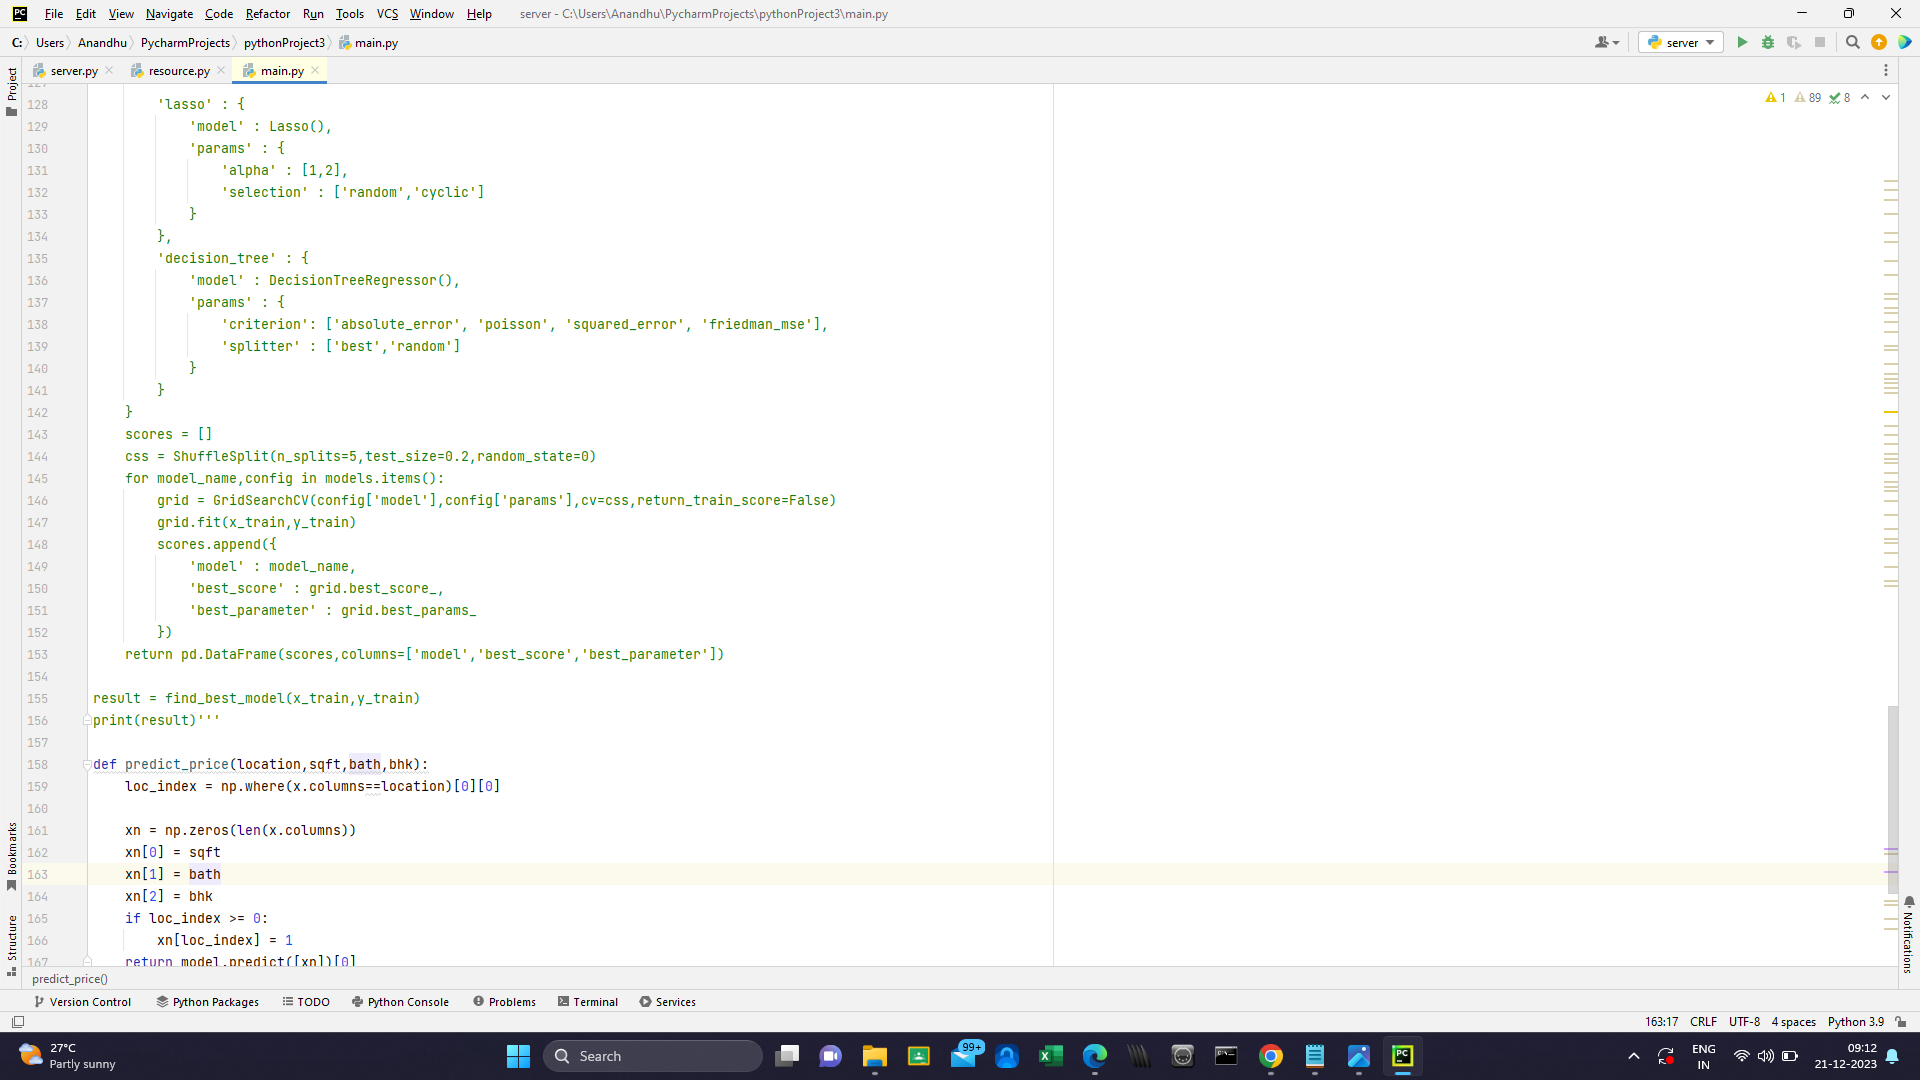 PC File Edit View Navigate Code Refactor Run Tools VCS Window Help server - C:\Users\Anandhu\PycharmProjects\pythonProject3\main.py
C: Users Anandhu PycharmProjects pythonProject3 main.py server
server.py resource.py main.py
Project
1 89 8
128 'lasso' : {
129 'model' : Lasso(),
130 'params' : {
131 'alpha' : [1,2],
132 'selection' : ['random','cyclic']
133 }
134 },
135 'decision_tree' : {
136 'model' : DecisionTreeRegressor(),
137 'params' : {
138 'criterion': ['absolute_error', 'poisson', 'squared_error', 'friedman_mse'],
139 'splitter' : ['best','random']
140 }
141 }
142 }
143 scores = []
144 css = ShuffleSplit(n_splits=5,test_size=0.2,random_state=0)
145 for model_name,config in models.items():
146 grid = GridSearchCV(config['model'],config['params'],cv=css,return_train_score=False)
147 grid.fit(x_train,y_train)
148 scores.append({
149 'model' : model_name,
150 'best_score' : grid.best_score_,
151 'best_parameter' : grid.best_params_
152 })
153 return pd.DataFrame(scores,columns=['model','best_score','best_parameter'])
154
155 result = find_best_model(x_train,y_train)
156 print(result)'''
157
158 def predict_price(location,sqft,bath,bhk):
159 loc_index = np.where(x.columns==location)[0][0]
160
161 xn = np.zeros(len(x.columns))
162 xn[0] = sqft
163 xn[1] = bath
164 xn[2] = bhk
165 if loc_index >= 0:
166 xn[loc_index] = 1
167 return model.predict([xn])[0]
Bookmarks
Structure
Notifications
predict_price()
Version Control Python Packages TODO Python Console Problems Terminal Services
163:17 CRLF UTF-8 4 spaces Python 3.9
27°C
Partly sunny
Search
99+
PC
ENG
IN
09:12
21-12-2023